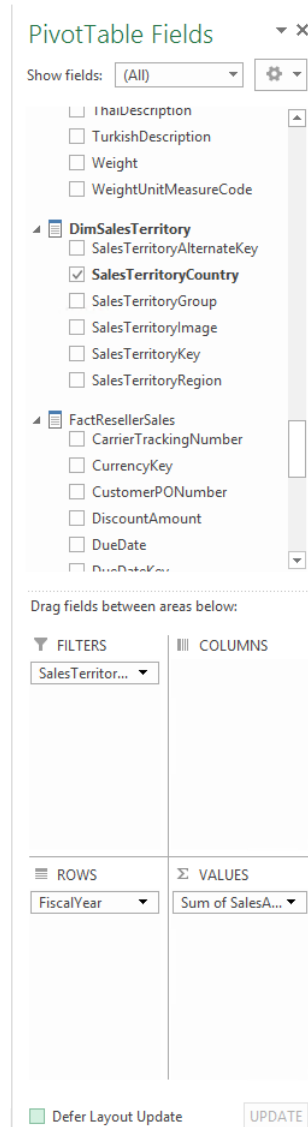 PivotTable Fields
Show fields: (All)
ThaiDescription
TurkishDescription
Weight
WeightUnitMeasureCode
DimSalesTerritory
SalesTerritoryAlternateKey
SalesTerritoryCountry
SalesTerritoryGroup
SalesTerritoryImage
SalesTerritoryKey
SalesTerritoryRegion
FactResellerSales
CarrierTrackingNumber
CurrencyKey
CustomerPONumber
DiscountAmount
DueDate
DueDateKey
Drag fields between areas below:
FILTERS
COLUMNS
SalesTerritor...
ROWS
Σ VALUES
FiscalYear
Sum of SalesA...
Defer Layout Update
UPDATE